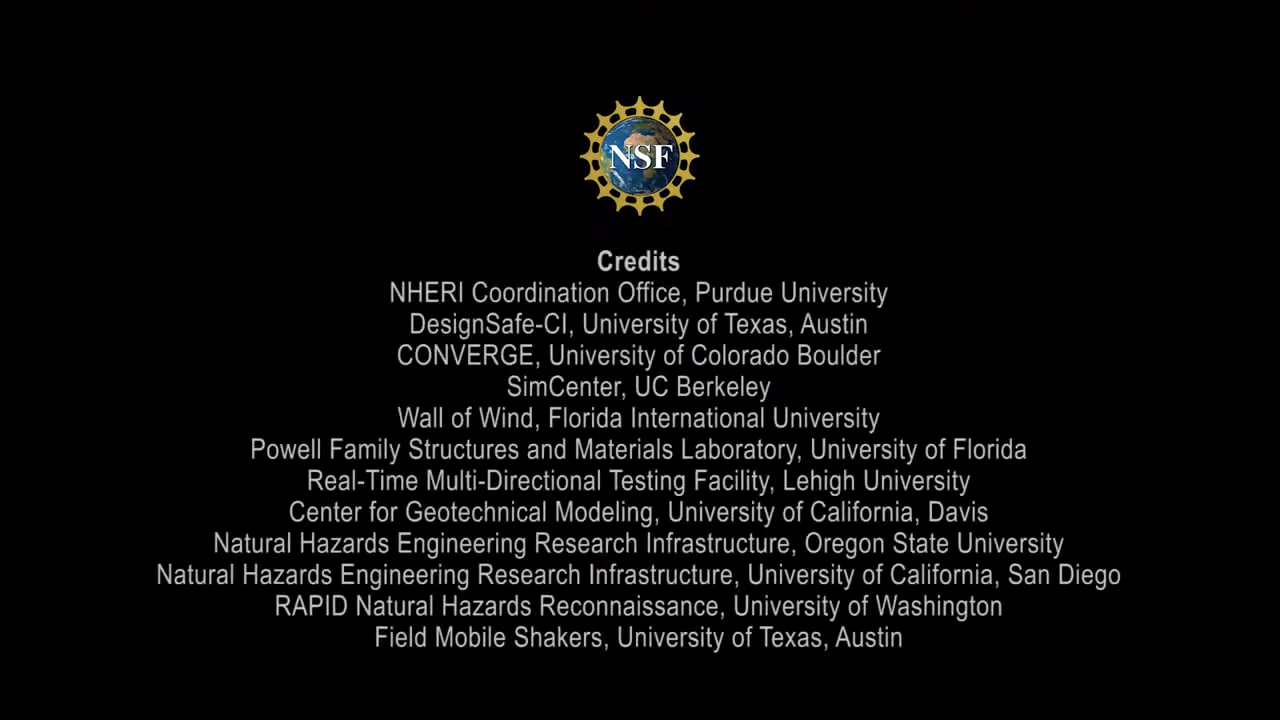 NSF
Credits
NHERI Coordination Office, Purdue University
DesignSafe-CI, University of Texas, Austin
CONVERGE, University of Colorado Boulder
SimCenter, UC Berkeley
Wall of Wind, Florida International University
Powell Family Structures and Materials Laboratory, University of Florida
Real-Time Multi-Directional Testing Facility, Lehigh University
Center for Geotechnical Modeling, University of California, Davis
Natural Hazards Engineering Research Infrastructure, Oregon State University
Natural Hazards Engineering Research Infrastructure, University of California, San Diego
RAPID Natural Hazards Reconnaissance, University of Washington
Field Mobile Shakers, University of Texas, Austin